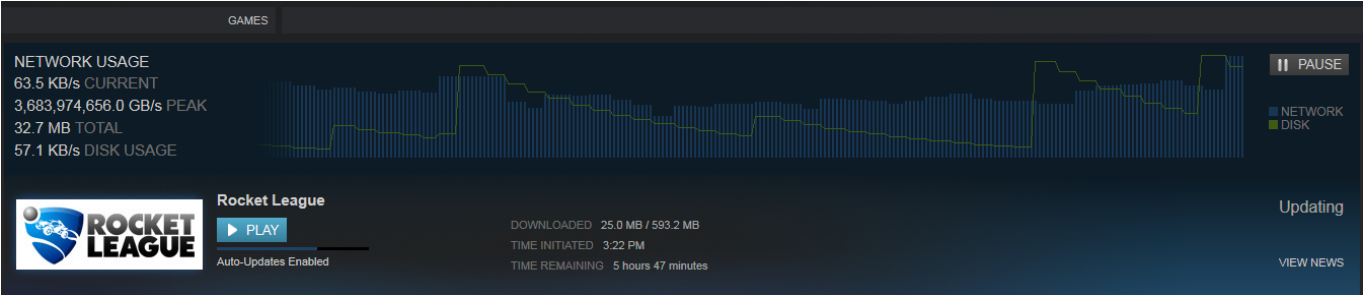 GAMES
NETWORK USAGE
63.5 KB/s CURRENT
3,683,974,656.0 GB/s PEAK
32.7 MB TOTAL
57.1 KB/s DISK USAGE
PAUSE
NETWORK
DISK
ROCKET
LEAGUE
Rocket League
PLAY
Auto-Updates Enabled
DOWNLOADED 25.0 MB / 593.2 MB
TIME INITIATED 3:22 PM
TIME REMAINING 5 hours 47 minutes
Updating
VIEW NEWS